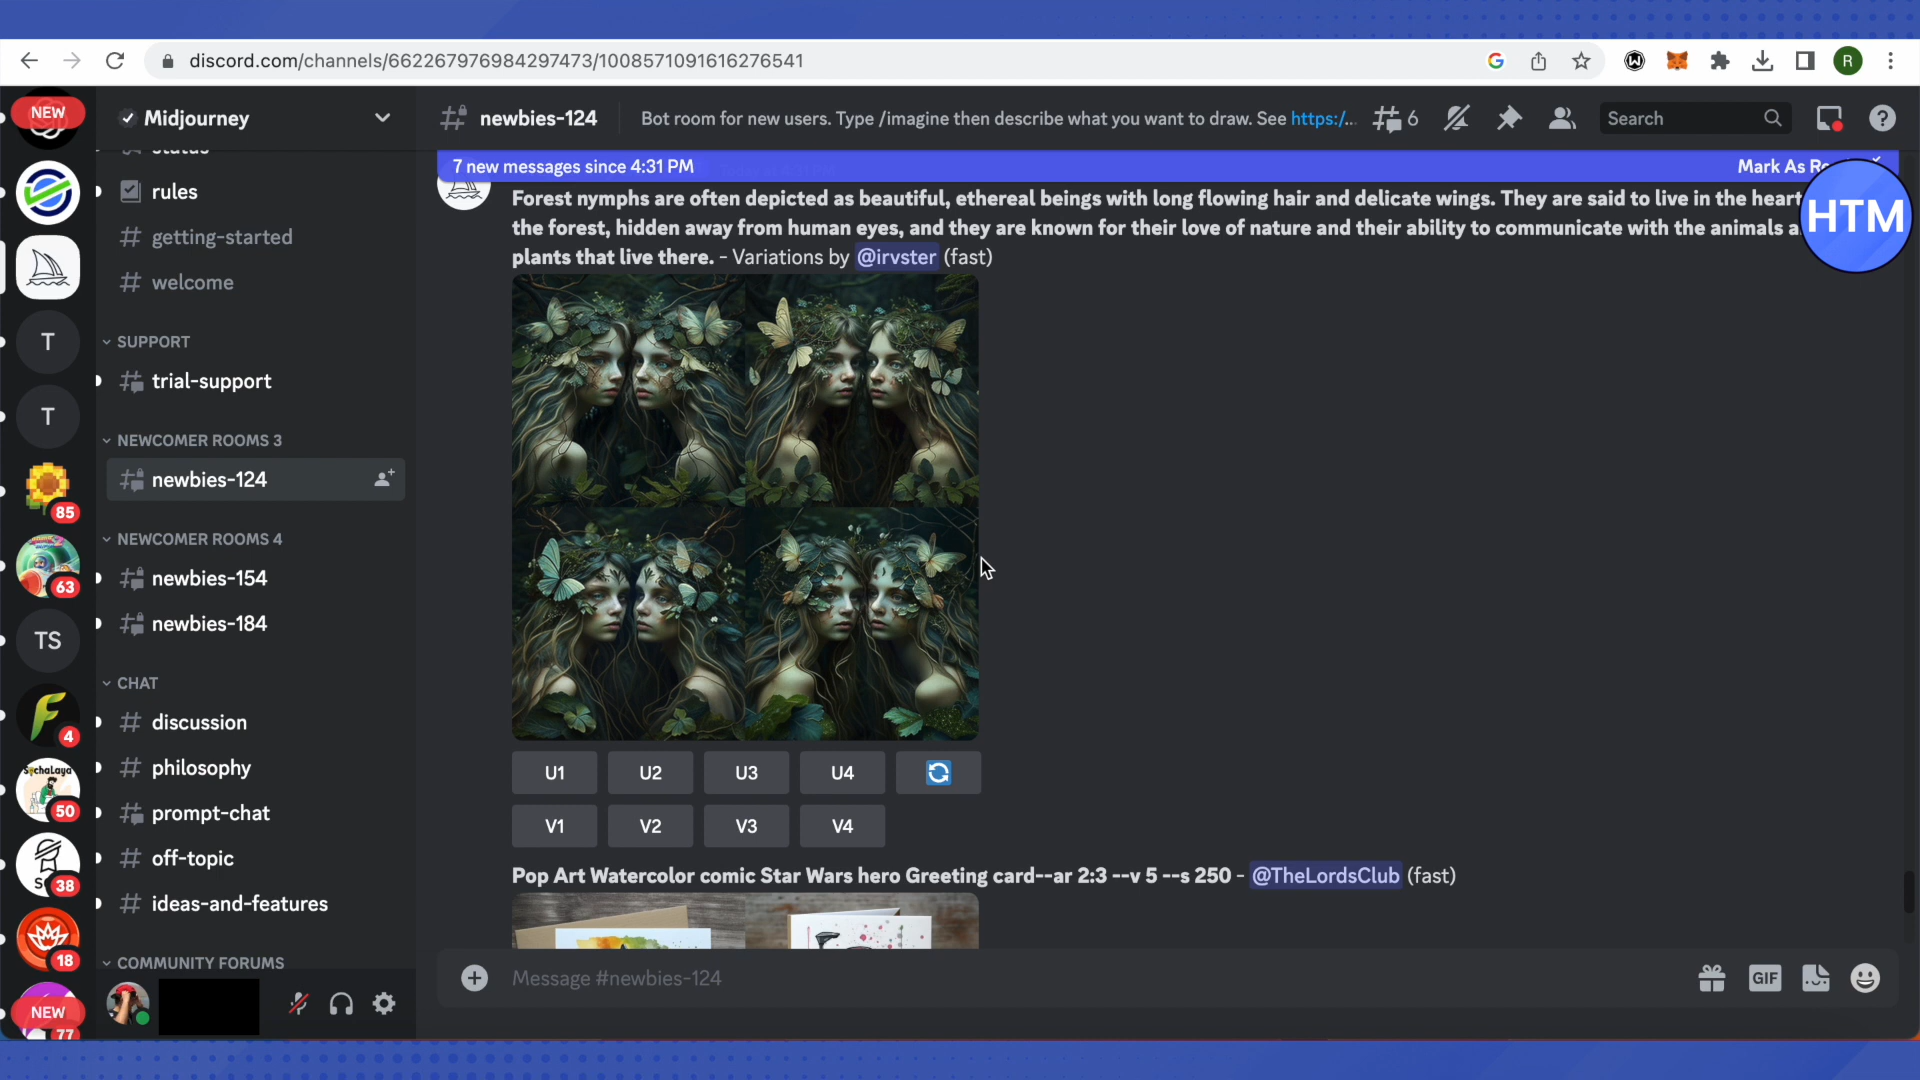 discord.com/channels/662267976984297473/1008571091616276541
R
NEW
Midjourney
newbies-124
Bot room for new users. Type /imagine then describe what you want to draw. See https:/...
6
Search
status
7 new messages since 4:31 PM
Mark As Re
rules
getting-started
welcome
HTM
Forest nymphs are often depicted as beautiful, ethereal beings with long flowing hair and delicate wings. They are said to live in the heart
the forest, hidden away from human eyes, and they are known for their love of nature and their ability to communicate with the animals a
plants that live there. - Variations by @irvster (fast)
T
SUPPORT
trial-support
T
NEWCOMER ROOMS 3
newbies-124
85
NEWCOMER ROOMS 4
newbies-154
63
newbies-184
TS
CHAT
discussion
4
philosophy
50
prompt-chat
off-topic
38
ideas-and-features
18
COMMUNITY FORUMS
NEW
77
U1 U2 U3 U4
V1 V2 V3 V4
Pop Art Watercolor comic Star Wars hero Greeting card--ar 2:3 --v 5 --s 250 - @TheLordsClub (fast)
Message #newbies-124
GIF